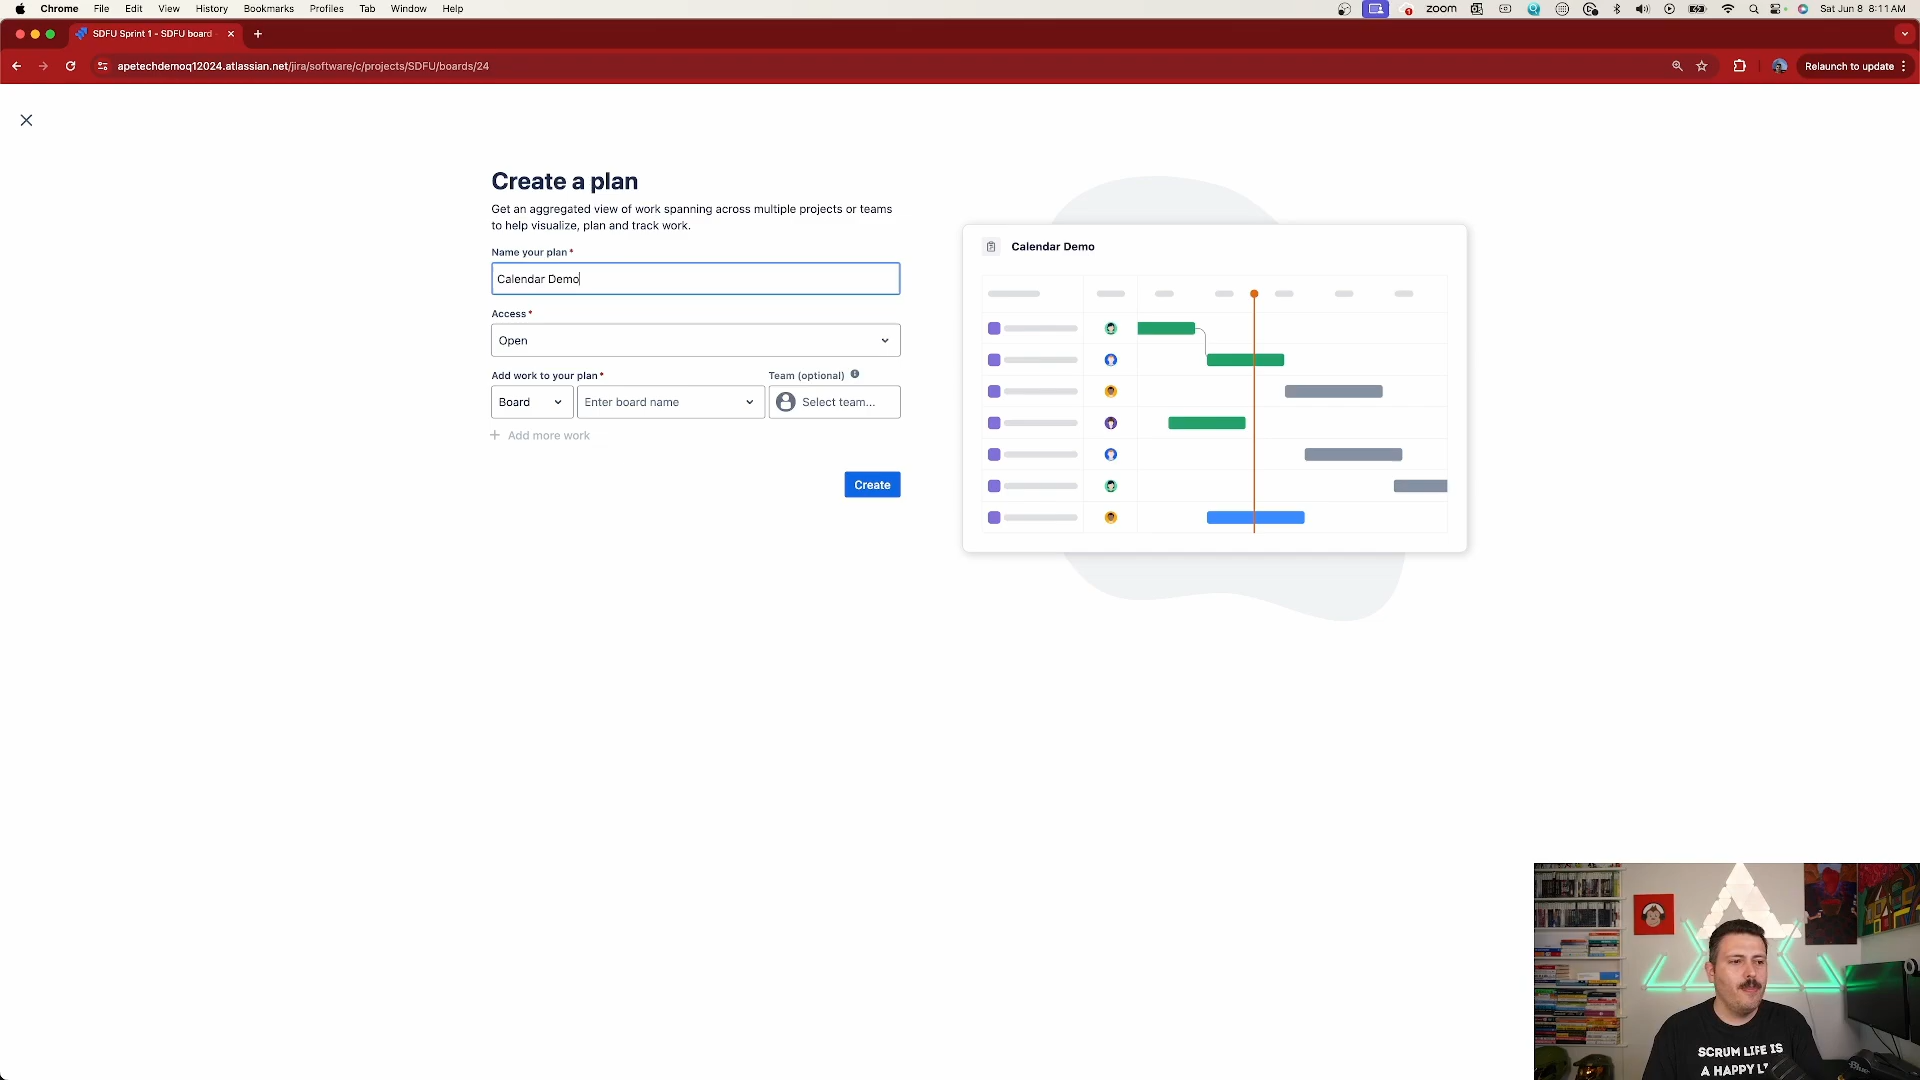 Chrome File Edit View History Bookmarks Profiles Tab Window Help
zoom
Sat Jun 8 8:11 AM
SDFU Sprint 1 - SDFU board
apetechdemoq12024.atlassian.net/jira/software/c/projects/SDFU/boards/24
Relaunch to update
Create a plan
Get an aggregated view of work spanning across multiple projects or teams
to help visualize, plan and track work.
Name your plan*
Calendar Demo
Access*
Open
Add work to your plan*
Team (optional)
Board
Enter board name
Select team...
+ Add more work
Create
Calendar Demo
SCRUM LIFE IS
A HAPPY